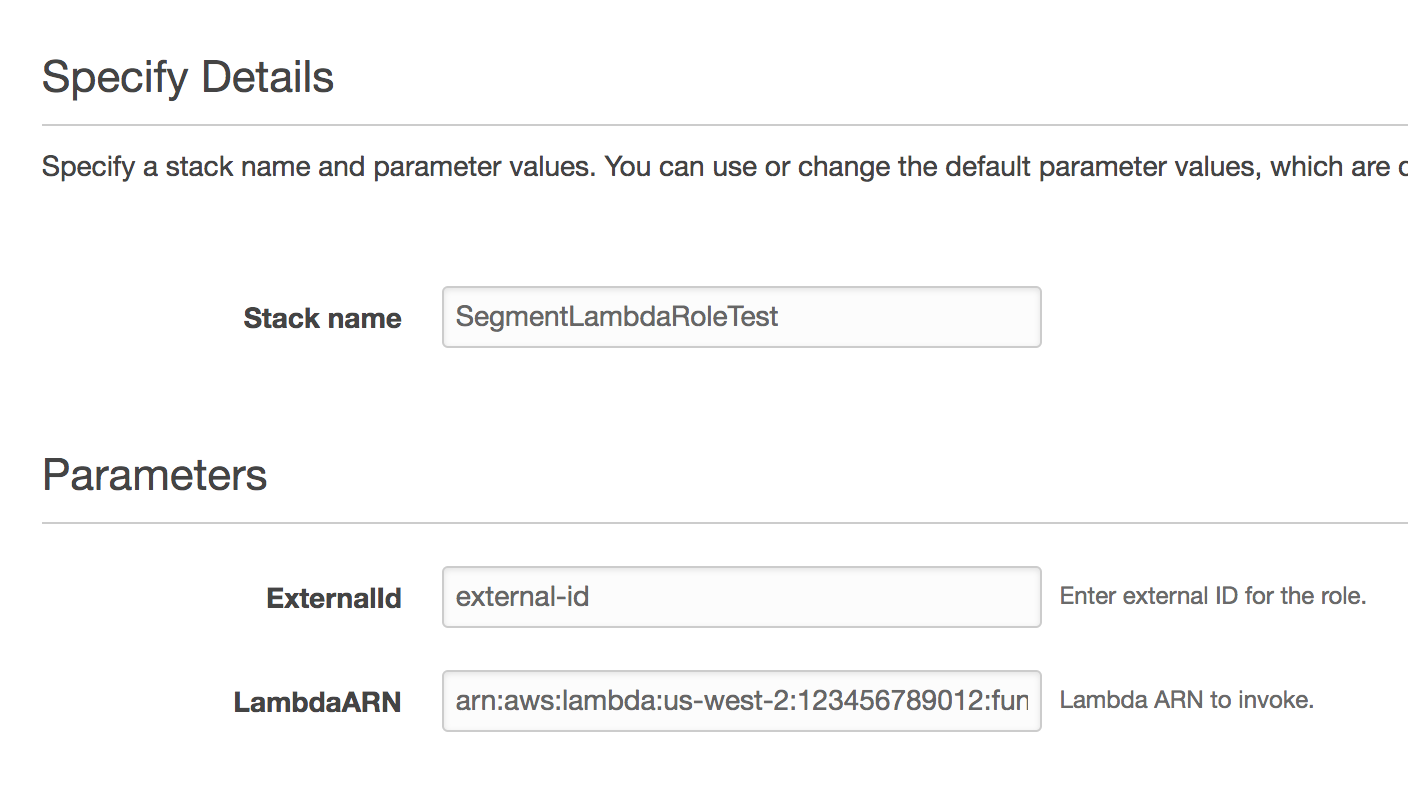 Specify Details
Specify a stack name and parameter values. You can use or change the default parameter values, which are
Stack name SegmentLambdaRoleTest
Parameters
ExternalId external-id Enter external ID for the role.
LambdaARN arn:aws:lambda:us-west-2:123456789012:fun Lambda ARN to invoke.